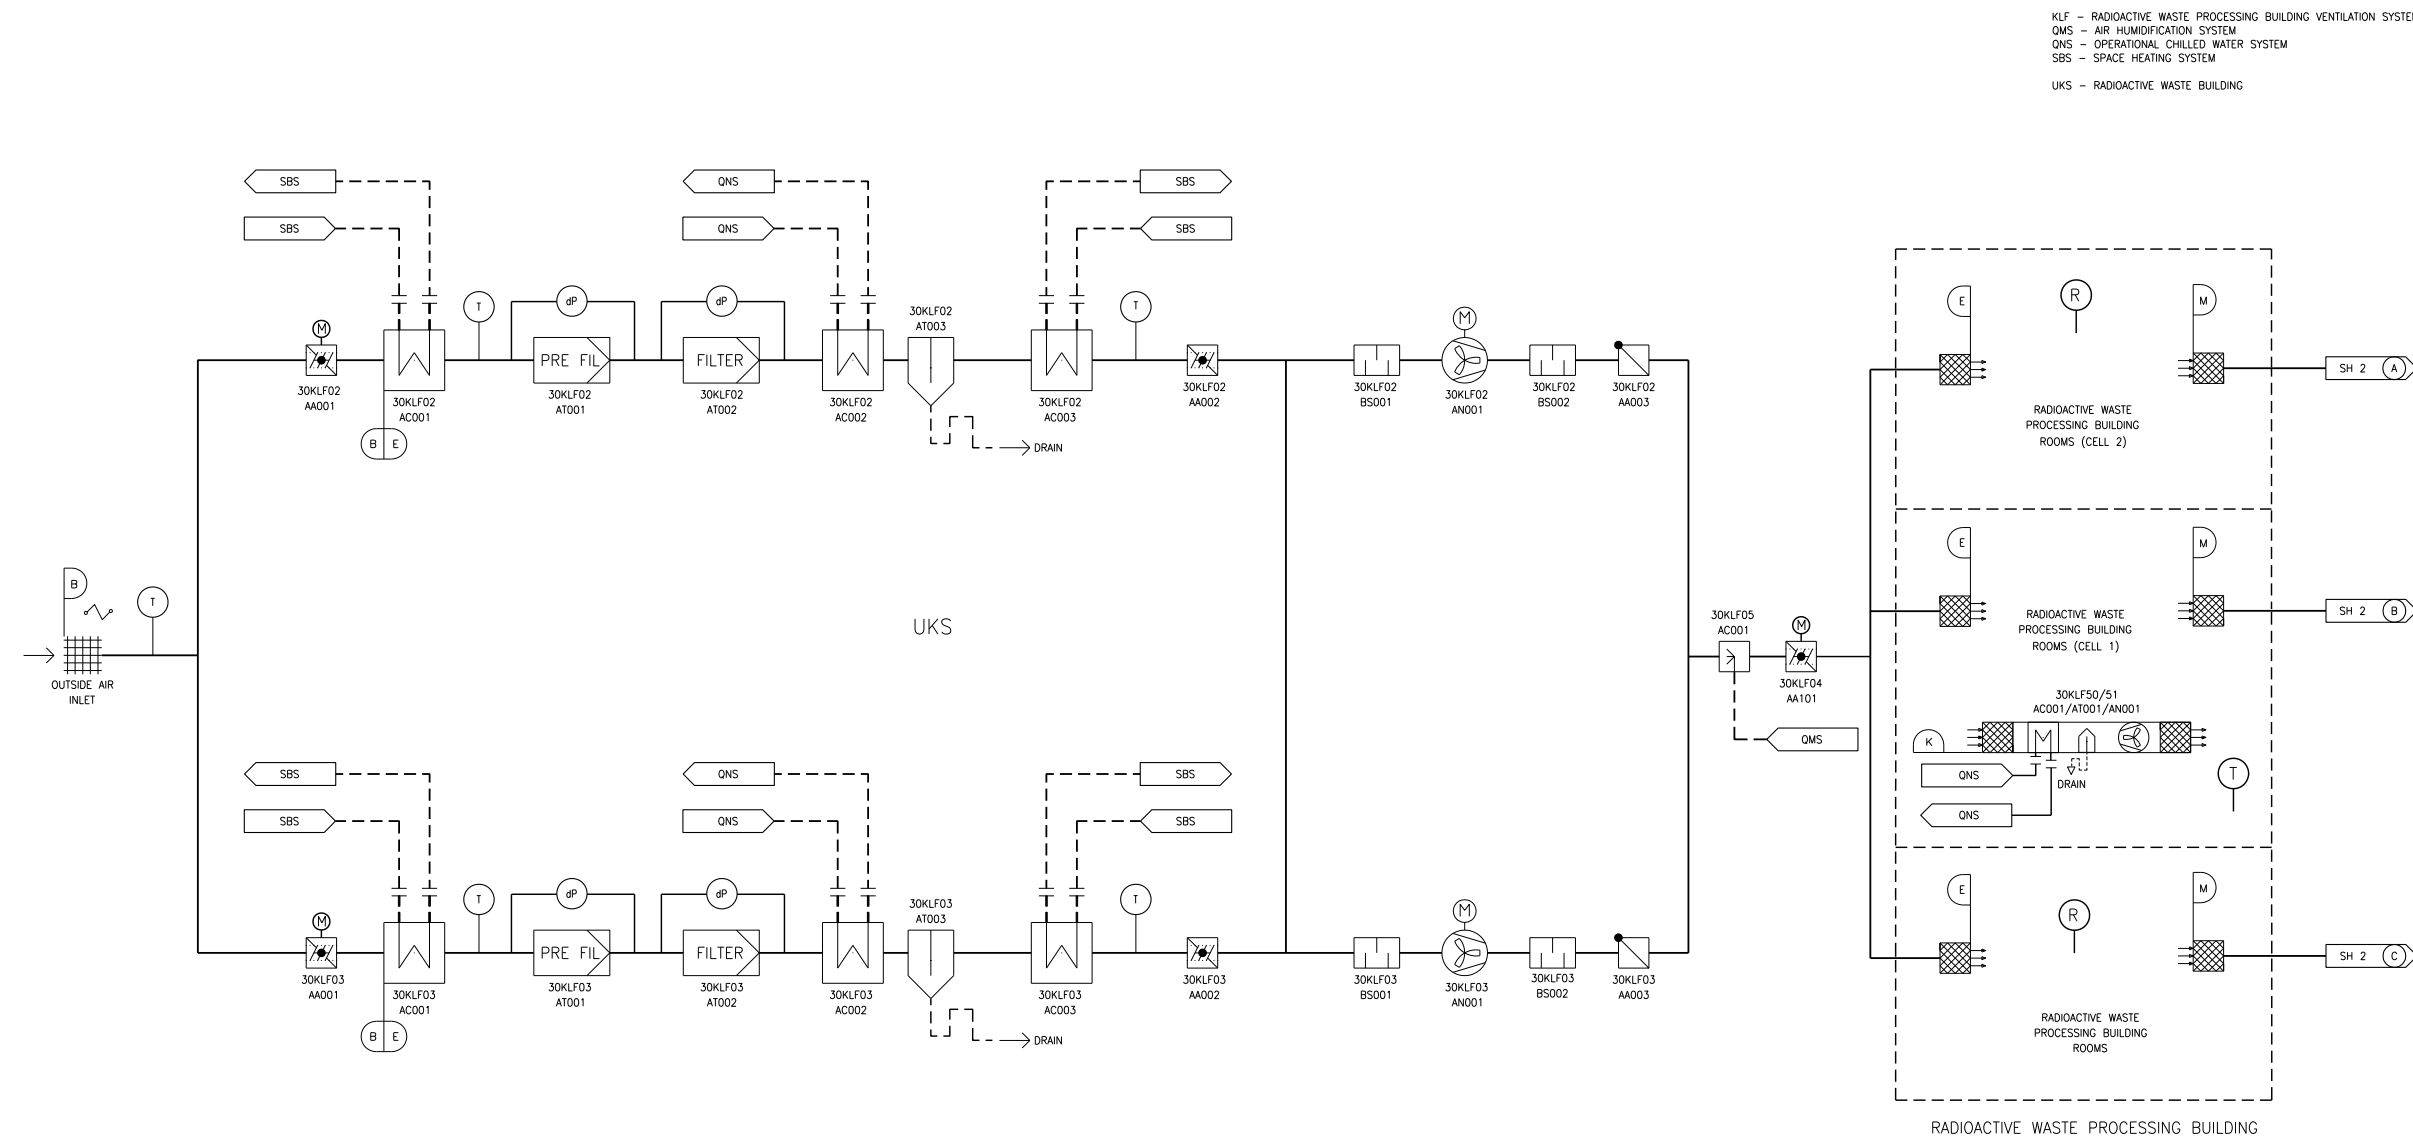 KLF - RADIOACTIVE WASTE PROCESSING BUILDING VENTILATION SYSTEM
QMS - AIR HUMIDIFICATION SYSTEM
QNS - OPERATIONAL CHILLED WATER SYSTEM
SBS - SPACE HEATING SYSTEM
UKS - RADIOACTIVE WASTE BUILDING
SBS
QNS
SBS
SBS
QNS
SBS
E
R
M
T
dP
dP
30KLF02
AT003
T
M
M
PRE FIL
FILTER
SH 2 A
30KLF02
AA001
30KLF02
AC001
30KLF02
AT001
30KLF02
AT002
30KLF02
AC002
30KLF02
AC003
30KLF02
AA002
30KLF02
BS001
30KLF02
AN001
30KLF02
BS002
30KLF02
AA003
RADIOACTIVE WASTE
PROCESSING BUILDING
ROOMS (CELL 2)
B E
DRAIN
E
M
B
T
UKS
OUTSIDE AIR
INLET
30KLF05
AC001
M
30KLF04
AA101
QMS
RADIOACTIVE WASTE
PROCESSING BUILDING
ROOMS (CELL 1)
SH 2 B
30KLF50/51
AC001/AT001/AN001
K
QNS
DRAIN
T
QNS
SBS
QNS
SBS
SBS
QNS
SBS
E
R
M
T
dP
dP
30KLF03
AT003
T
M
M
PRE FIL
FILTER
SH 2 C
30KLF03
AA001
30KLF03
AC001
30KLF03
AT001
30KLF03
AT002
30KLF03
AC002
30KLF03
AC003
30KLF03
AA002
30KLF03
BS001
30KLF03
AN001
30KLF03
BS002
30KLF03
AA003
B E
DRAIN
RADIOACTIVE WASTE
PROCESSING BUILDING
ROOMS
RADIOACTIVE WASTE PROCESSING BUILDING